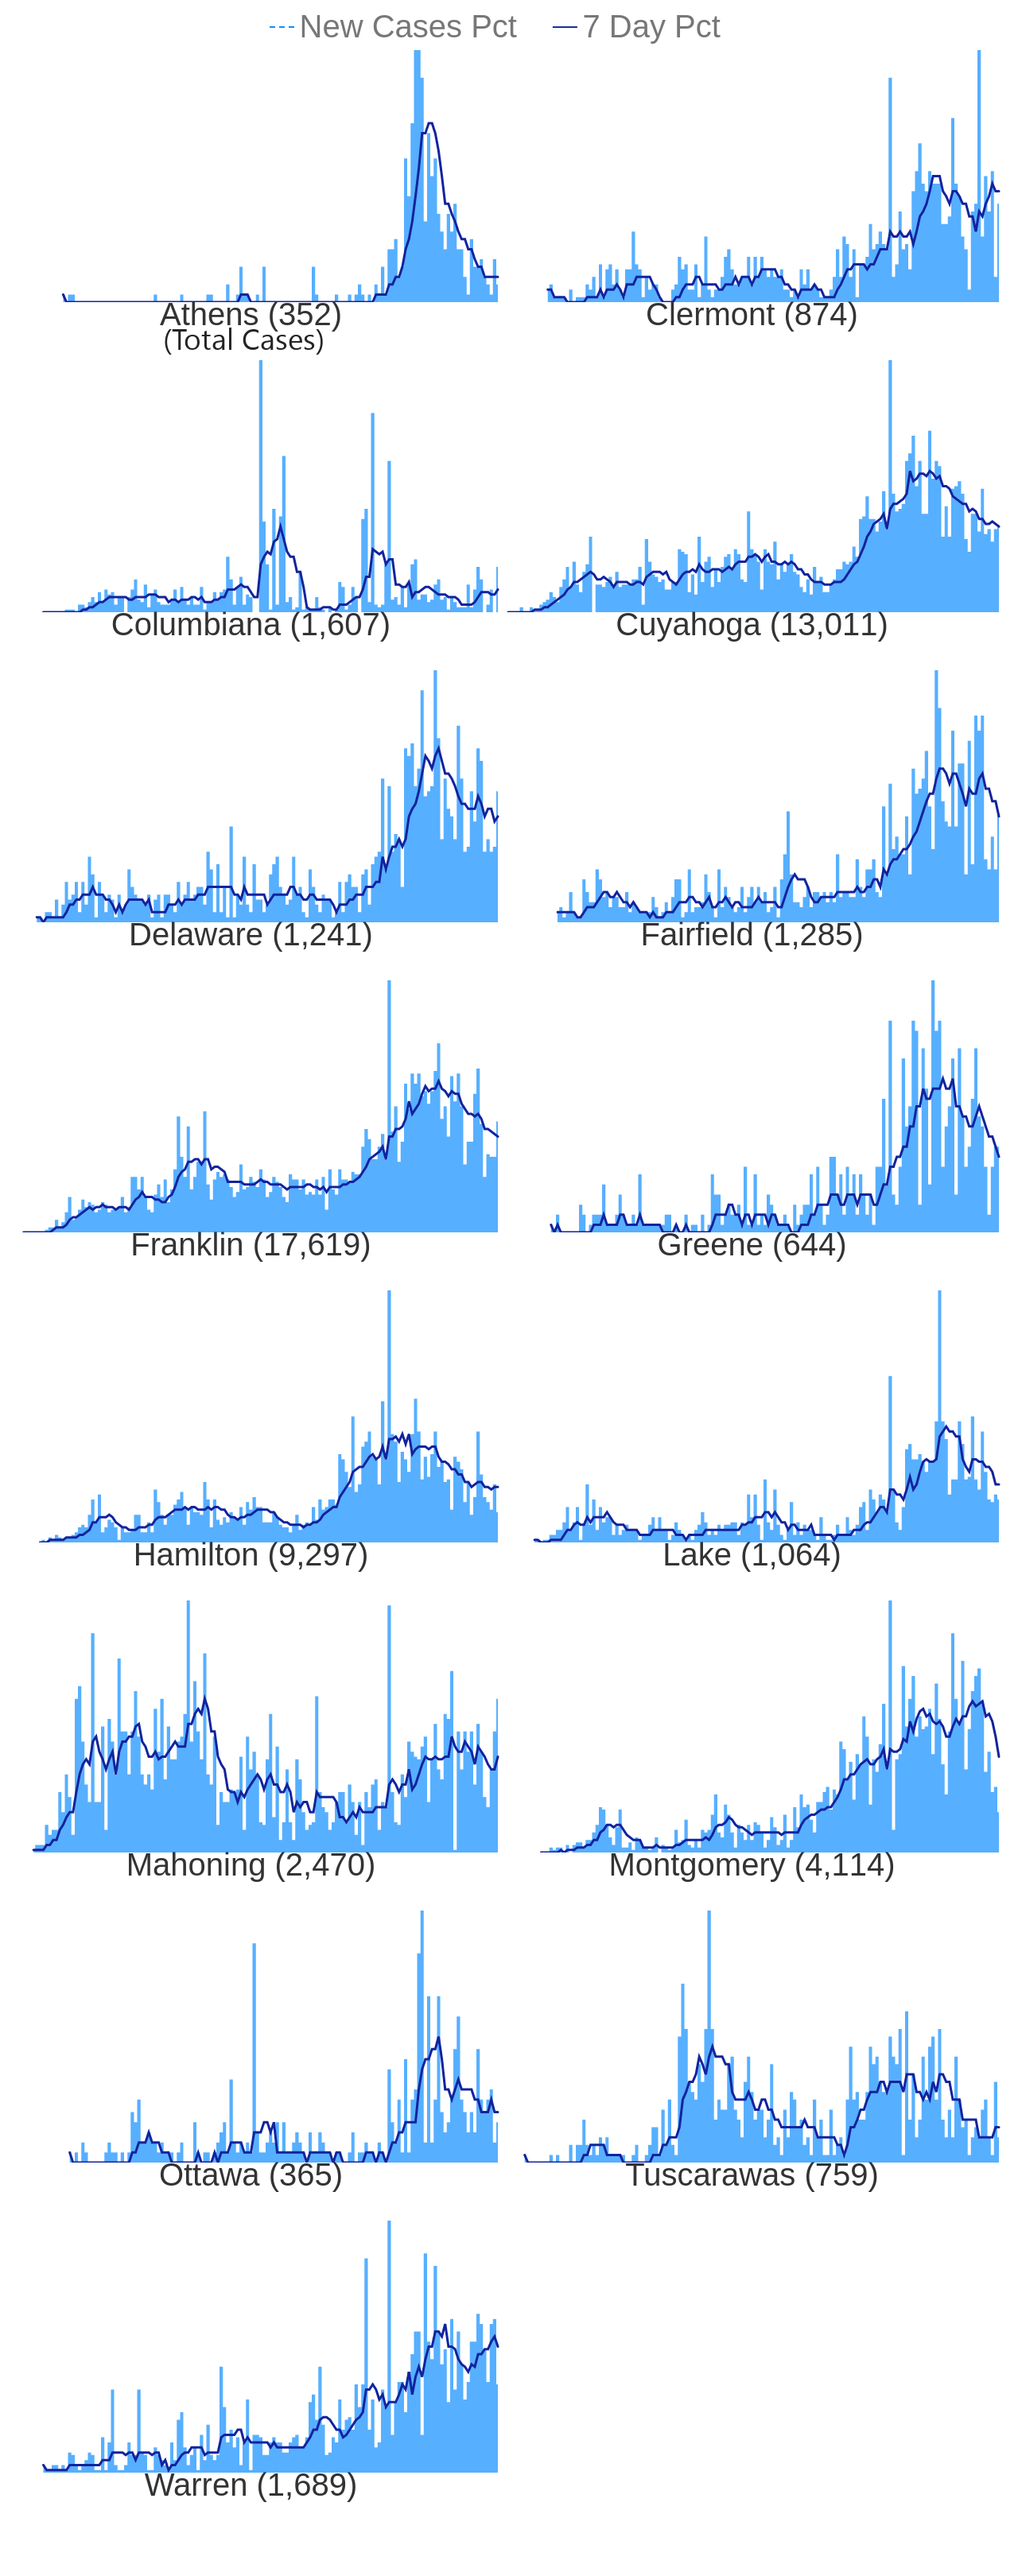 New Cases Pct 7 Day Pct
Athens (352) Clermont (874)
(Total Cases)
Columbiana (1,607) Cuyahoga (13,011)
Delaware (1,241) Fairfield (1,285)
Franklin (17,619) Greene (644)
Hamilton (9,297) Lake (1,064)
Mahoning (2,470) Montgomery (4,114)
Ottawa (365) Tuscarawas (759)
Warren (1,689)